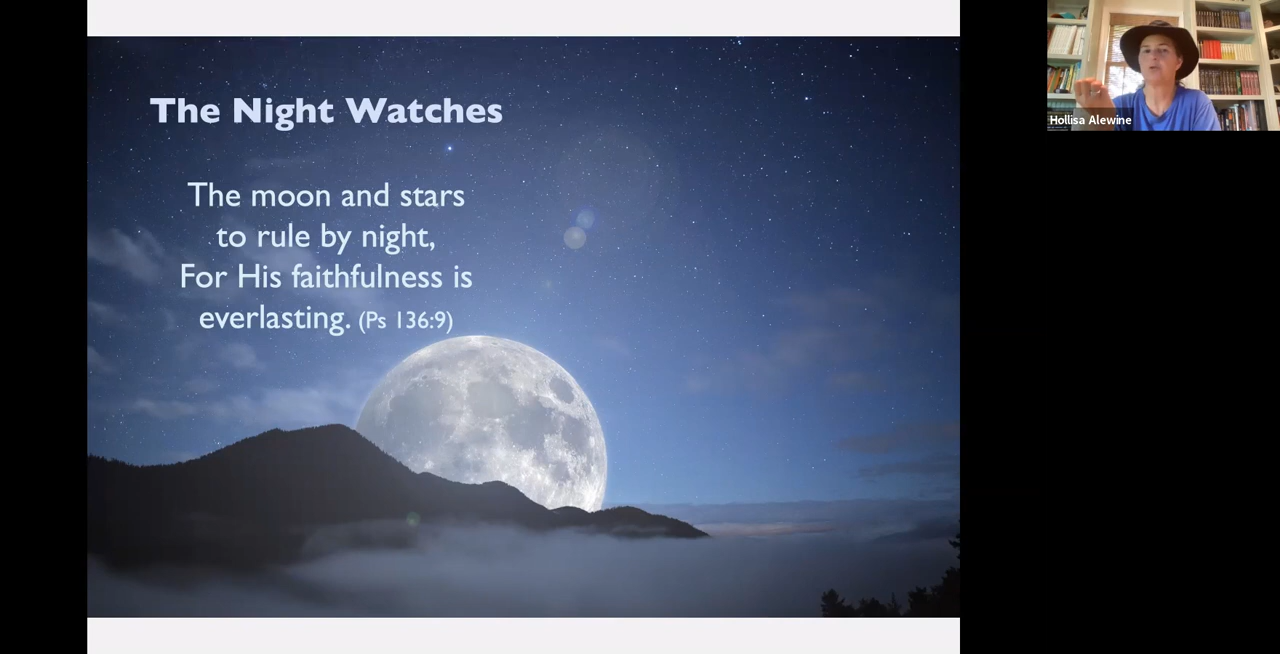 The Night Watches
The moon and stars
to rule by night,
For His faithfulness is
everlasting. (Ps 136:9)
Hollisa Alewine